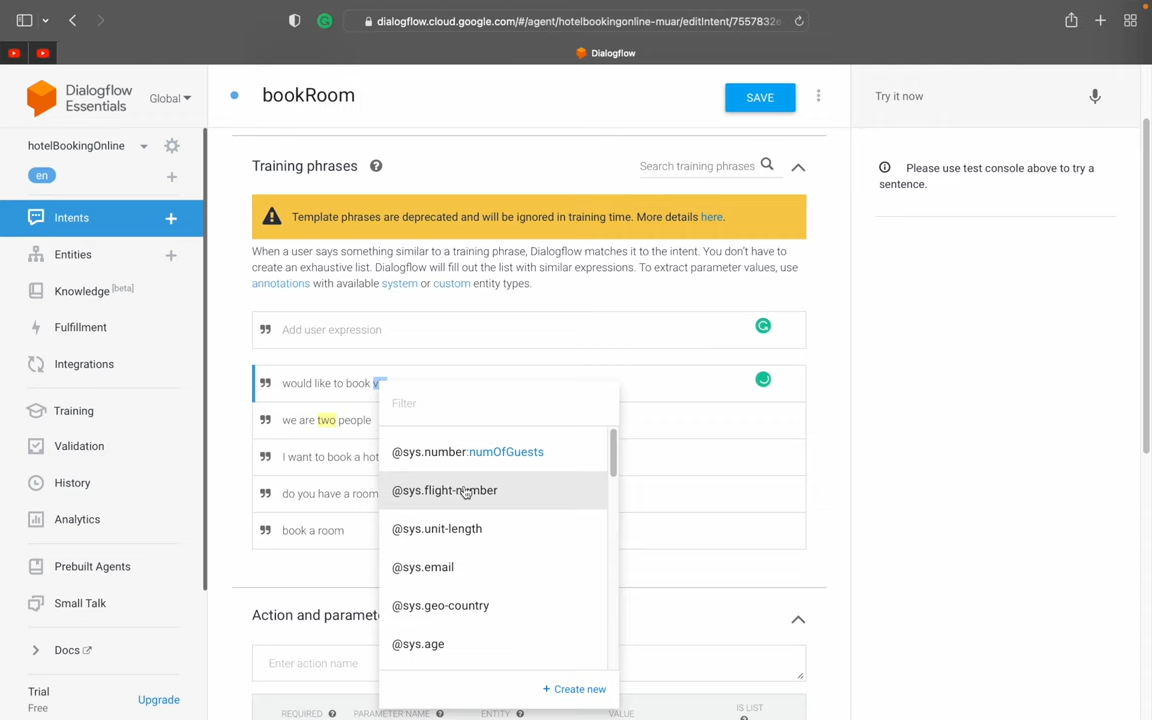 dialogflow.cloud.google.com/#/agent/hotelbookingonline-muar/editIntent/7557832e
Dialogflow
Dialogflow
Essentials
Global
hotelBookingOnline
en
Intents
Entities
Knowledge [beta]
Fulfillment
Integrations
Training
Validation
History
Analytics
Prebuilt Agents
Small Talk
Docs
Trial
Free
Upgrade
bookRoom
SAVE
Training phrases
Search training phrases
Template phrases are deprecated and will be ignored in training time. More details here.
When a user says something similar to a training phrase, Dialogflow matches it to the intent. You don't have to
create an exhaustive list. Dialogflow will fill out the list with similar expressions. To extract parameter values, use
annotations with available system or custom entity types.
Add user expression
would like to book
we are two people
I want to book a hot
do you have a room
book a room
Filter
@sys.number:numOfGuests
@sys.flight-number
@sys.unit-length
@sys.email
@sys.geo-country
@sys.age
+ Create new
Action and paramet
Enter action name
REQUIRED
PARAMETER NAME
ENTITY
VALUE
IS LIST
Try it now
Please use test console above to try a
sentence.